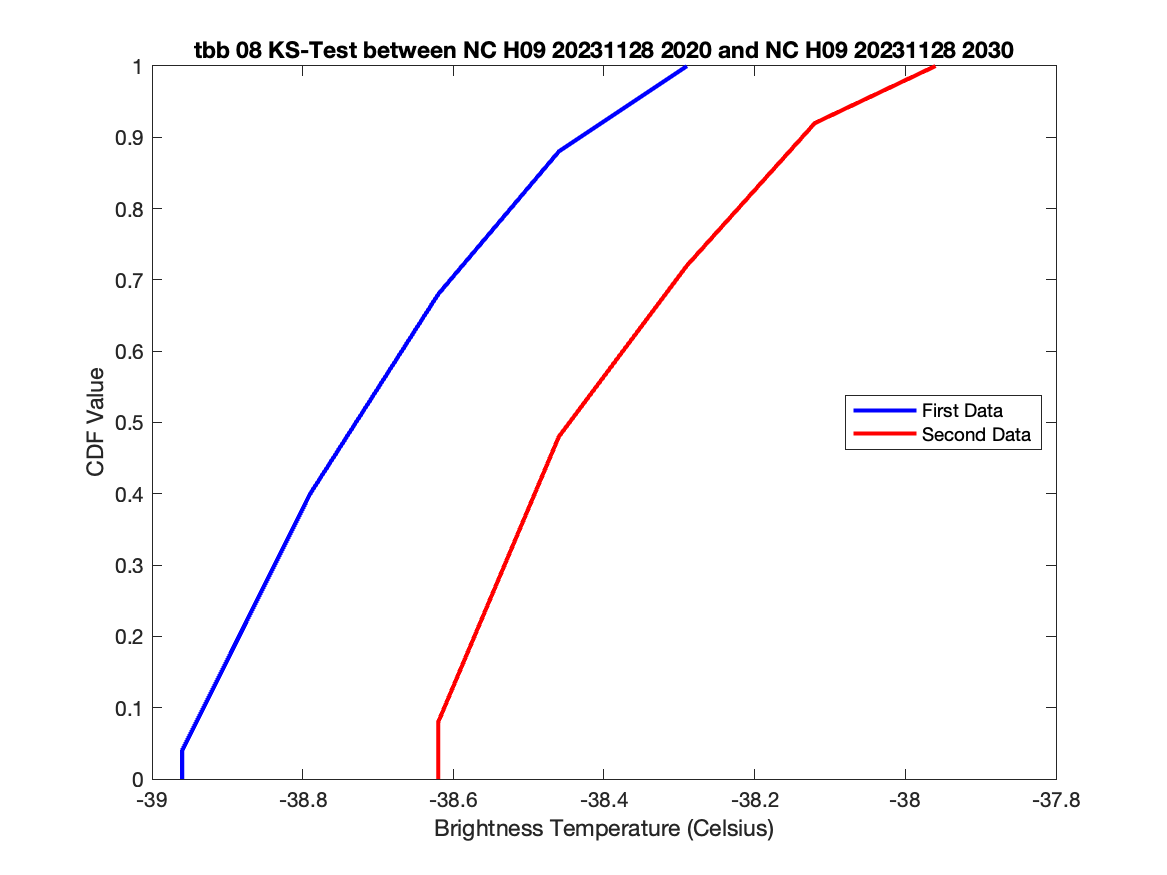 tbb 08 KS-Test between NC H09 20231128 2020 and NC H09 20231128 2030
1
0.9
0.8
0.7
0.6
0.5
0.4
0.3
0.2
0.1
0
CDF Value
First Data
Second Data
-39 -38.8 -38.6 -38.4 -38.2 -38 -37.8
Brightness Temperature (Celsius)